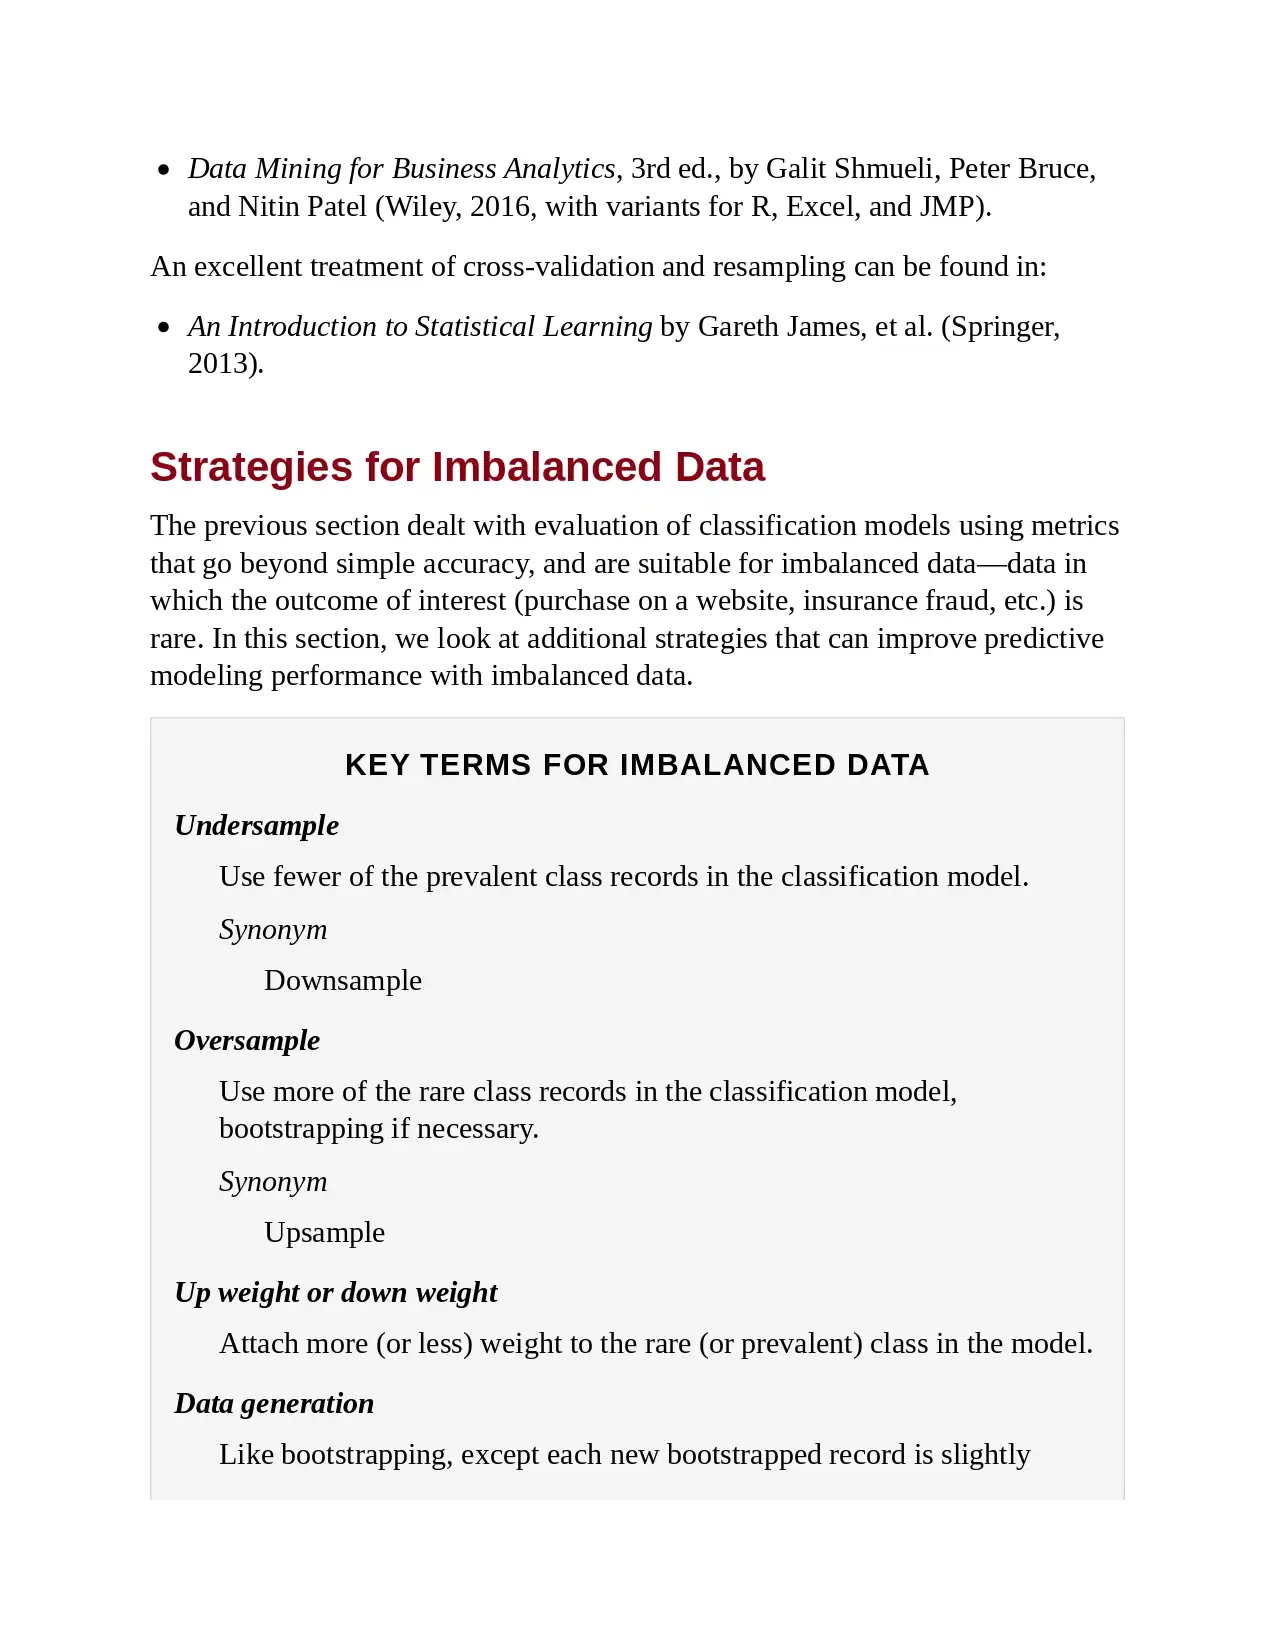 • Data Mining for Business Analytics, 3rd ed., by Galit Shmueli, Peter Bruce,
and Nitin Patel (Wiley, 2016, with variants for R, Excel, and JMP).
An excellent treatment of cross-validation and resampling can be found in:
• An Introduction to Statistical Learning by Gareth James, et al. (Springer,
2013).
Strategies for Imbalanced Data
The previous section dealt with evaluation of classification models using metrics
that go beyond simple accuracy, and are suitable for imbalanced data—data in
which the outcome of interest (purchase on a website, insurance fraud, etc.) is
rare. In this section, we look at additional strategies that can improve predictive
modeling performance with imbalanced data.
KEY TERMS FOR IMBALANCED DATA
Undersample
Use fewer of the prevalent class records in the classification model.
Synonym
Downsample
Oversample
Use more of the rare class records in the classification model,
bootstrapping if necessary.
Synonym
Upsample
Up weight or down weight
Attach more (or less) weight to the rare (or prevalent) class in the model.
Data generation
Like bootstrapping, except each new bootstrapped record is slightly